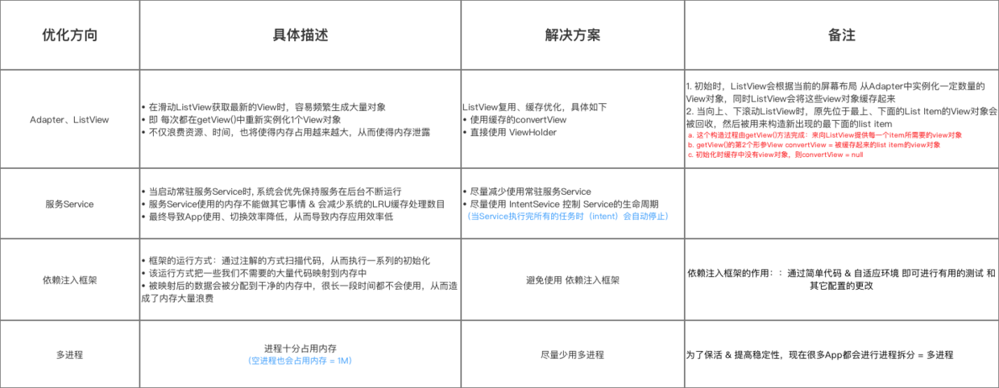 优化方向
具体描述
解决方案
备注
Adapter、ListView
• 在滑动ListView获取最新的View时，容易频繁生成大量对象
• 即 每次都在getView()中重新实例化1个View对象
• 不仅浪费资源、时间，也将使得内存占用越来越大，从而使得内存泄露
ListView复用、缓存优化，具体如下
• 使用缓存的convertView
• 直接使用 ViewHolder
1. 初始时，ListView会根据当前的屏幕布局 从Adapter中实例化一定数量的
View对象，同时ListView会将这些view对象缓存起来
2. 当向上、下滚动ListView时，原先位于最上、下面的List Item的View对象会
被回收，然后被用来构造新出现的最下面的list item
a. 这个构造过程由getView()方法完成：来向ListView提供每一个item所需要的view对象
b. getView()的第2个形参View convertView = 被缓存起来的list item的view对象
c. 初始化时缓存中没有view对象，则convertView = null
服务Service
• 当启动常驻服务Service时, 系统会优先保持服务在后台不断运行
• 服务Service使用的内存不能做其它事情 & 会减少系统的LRU缓存处理数目
• 最终导致App使用、切换效率降低，从而导致内存应用效率低
• 尽量减少使用常驻服务Service
• 尽量使用 IntentSevice 控制 Service的生命周期
（当Service执行完所有的任务时（intent）会自动停止）
依赖注入框架
• 框架的运行方式：通过注解的方式扫描代码，从而执行一系列的初始化
• 该运行方式把一些我们不需要的大量代码映射到内存中
• 被映射后的数据会被分配到干净的内存中，很长一段时间都不会使用，从而造
成了内存大量浪费
避免使用 依赖注入框架
依赖注入框架的作用：：通过简单代码 & 自适应环境 即可进行有用的测试 和
其它配置的更改
多进程
进程十分占用内存
（空进程也会占用内存 = 1M）
尽量少用多进程
为了保活 & 提高稳定性，现在很多App都会进行进程拆分 = 多进程